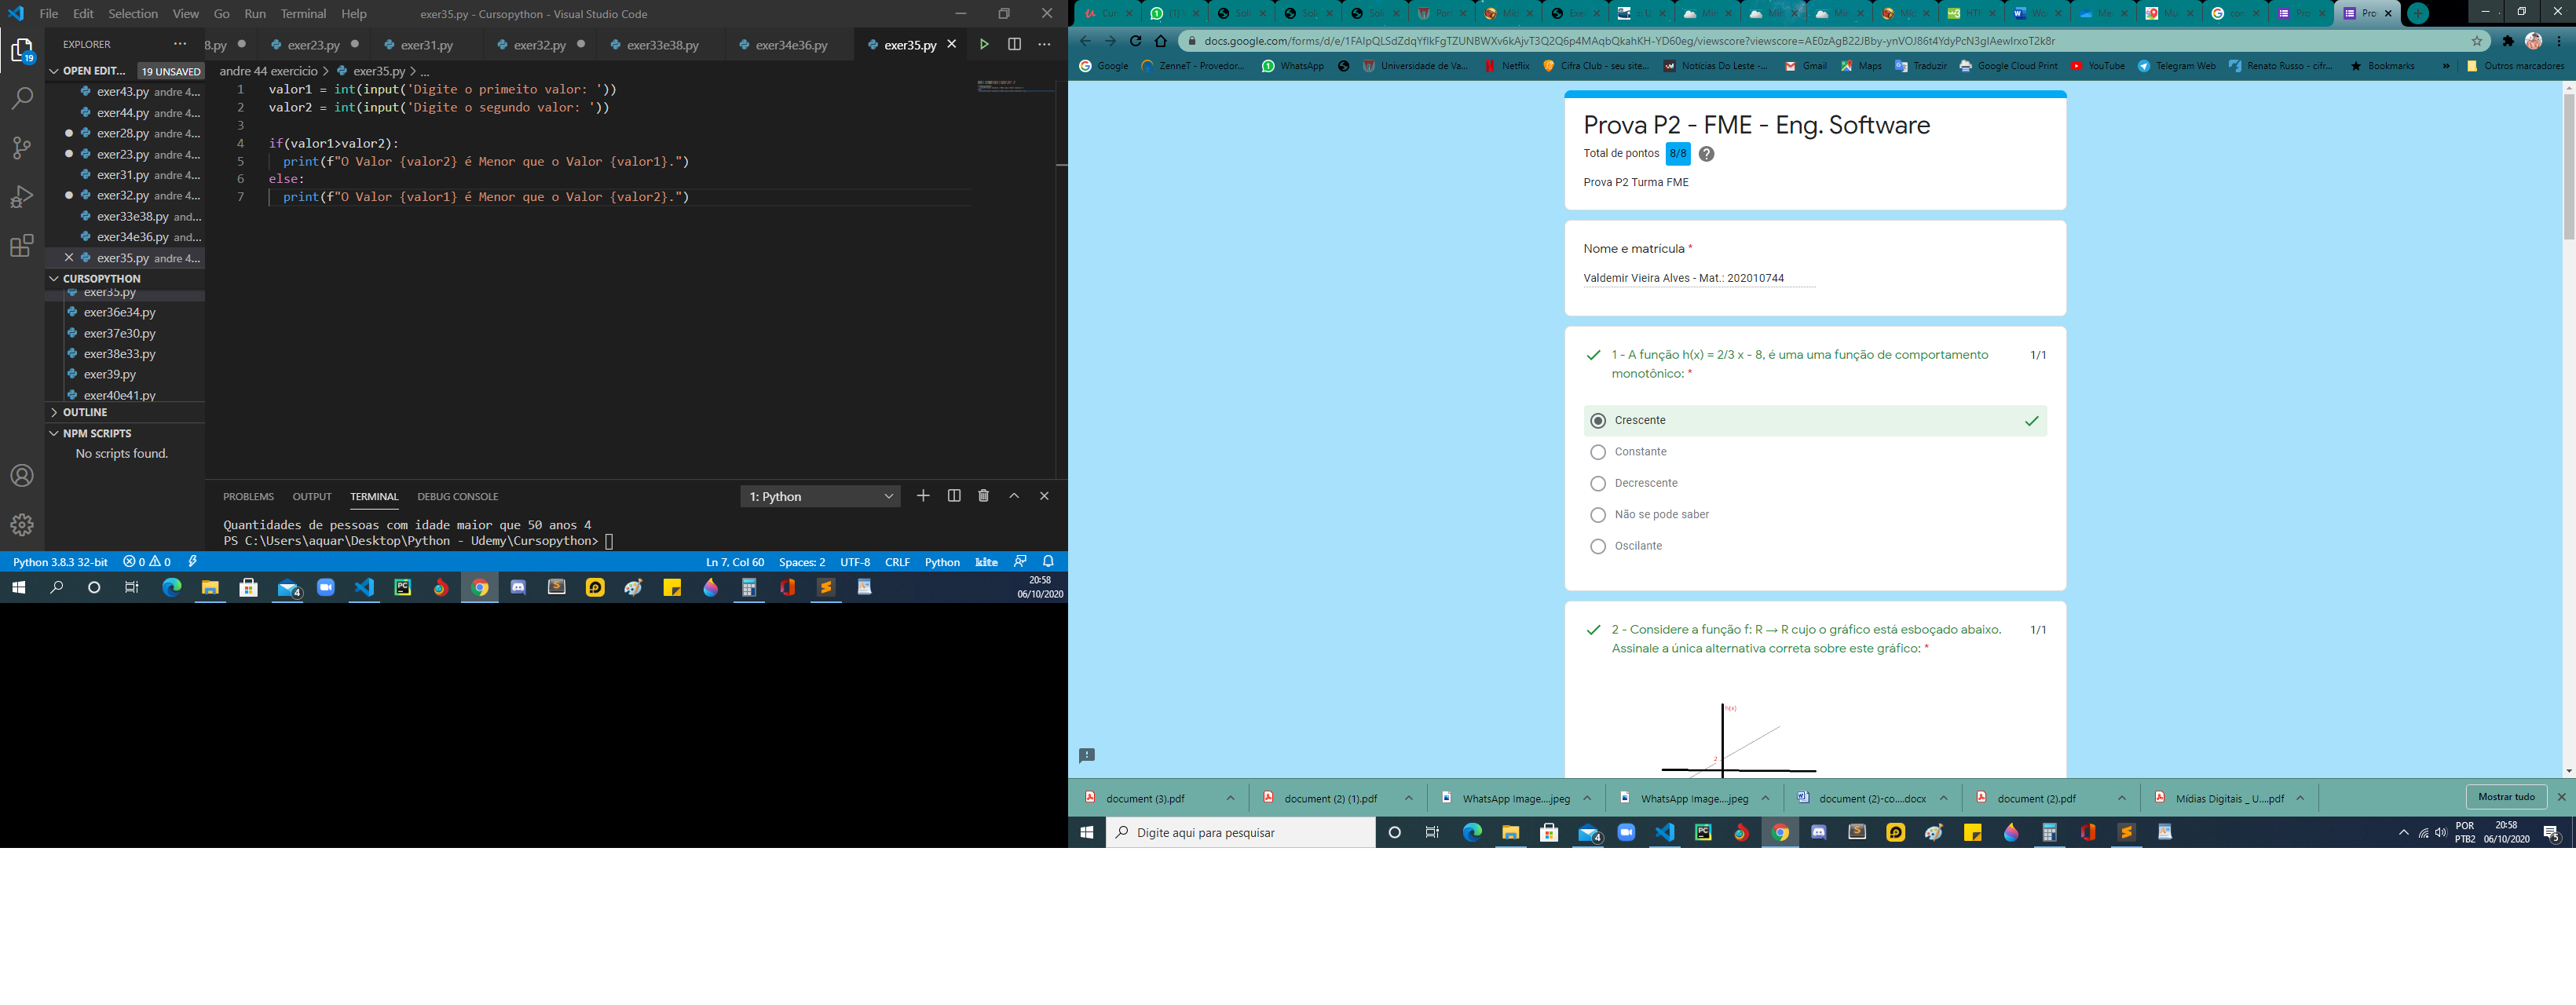 File Edit Selection View Go Run Terminal Help
exer35.py - Cursopython - Visual Studio Code
EXPLORER
8.py exer23.py exer31.py exer32.py exer33e38.py exer34e36.py exer35.py
OPEN EDIT... 19 UNSAVED
andre 44 exercicio > exer35.py > ...
exer43.py andre 4...
exer44.py andre 4...
exer28.py andre 4...
exer23.py andre 4...
exer31.py andre 4...
exer32.py andre 4...
exer33e38.py and...
exer34e36.py and...
exer35.py andre 4...
CURSOPYTHON
exer35.py
exer36e34.py
exer37e30.py
exer38e33.py
exer39.py
exer40e41.py
OUTLINE
NPM SCRIPTS
No scripts found.
19
1 valor1 = int(input('Digite o primeito valor: '))
2 valor2 = int(input('Digite o segundo valor: '))
3
4 if(valor1>valor2):
5 print(f"O Valor {valor2} é Menor que o Valor {valor1}.")
6 else:
7 print(f"O Valor {valor1} é Menor que o Valor {valor2}.")
PROBLEMS OUTPUT TERMINAL DEBUG CONSOLE
1: Python
Quantidades de pessoas com idade maior que 50 anos 4
PS C:\Users\aquar\Desktop\Python - Udemy\Cursopython>
Python 3.8.3 32-bit 0 0
Ln 7, Col 60 Spaces: 2 UTF-8 CRLF Python kite
4
20:58
06/10/2020
docs.google.com/forms/d/e/1FAIpQLSdZdqYflkFgTZUNBWXv6kAjvT3Q2Q6p4MAqbQkahKH-YD60eg/viewscore?viewscore=AE0zAgB22JBby-ynVOJ86t4YdyPcN3glAewIrxoT2k8r
Google ZenneT - Provedor... WhatsApp Universidade de Va... Netflix Cifra Club - seu site... Notícias Do Leste -... Gmail Maps Traduzir Google Cloud Print YouTube Telegram Web Renato Russo - cifr... Bookmarks » Outros marcadores
Prova P2 - FME - Eng. Software
Total de pontos 8/8
Prova P2 Turma FME
Nome e matricula *
Valdemir Vieira Alves - Mat.: 202010744
1 - A função h(x) = 2/3 x - 8, é uma uma função de comportamento monotônico: * 1/1
Crescente
Constante
Decrescente
Não se pode saber
Oscilante
2 - Considere a função f: R → R cujo o gráfico está esboçado abaixo. 1/1
Assinale a única alternativa correta sobre este gráfico: *
h(x)
2
document (3).pdf document (2) (1).pdf WhatsApp Image....jpeg WhatsApp Image....jpeg document (2)-co....docx document (2).pdf Mídias Digitais _ U....pdf Mostrar tudo
Digite aqui para pesquisar
4
POR
PTB2
20:58
06/10/2020
5